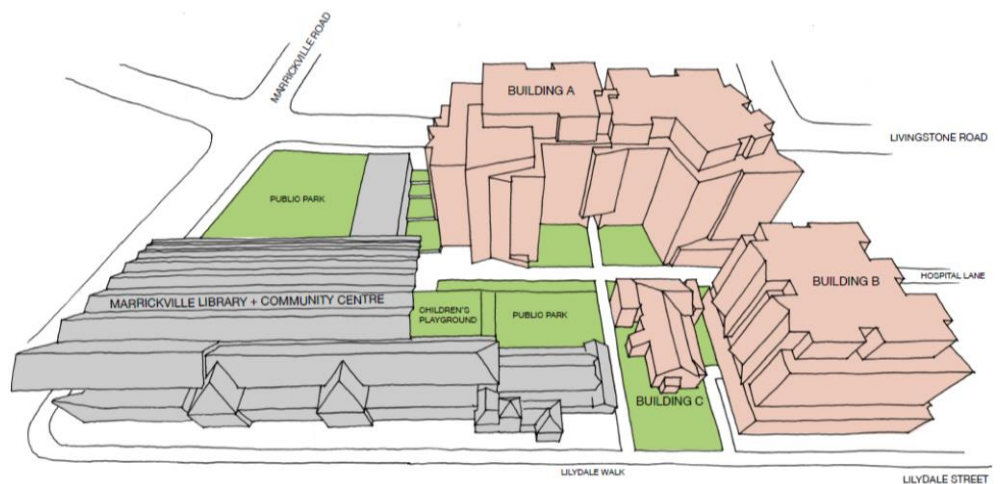 MARRICKVILLE ROAD
BUILDING A
LIVINGSTONE ROAD
PUBLIC PARK
HOSPITAL LANE
BUILDING B
MARRICKVILLE LIBRARY + COMMUNITY CENTRE
CHILDREN'S
PLAYGROUND
PUBLIC PARK
BUILDING C
LILYDALE WALK
LILYDALE STREET